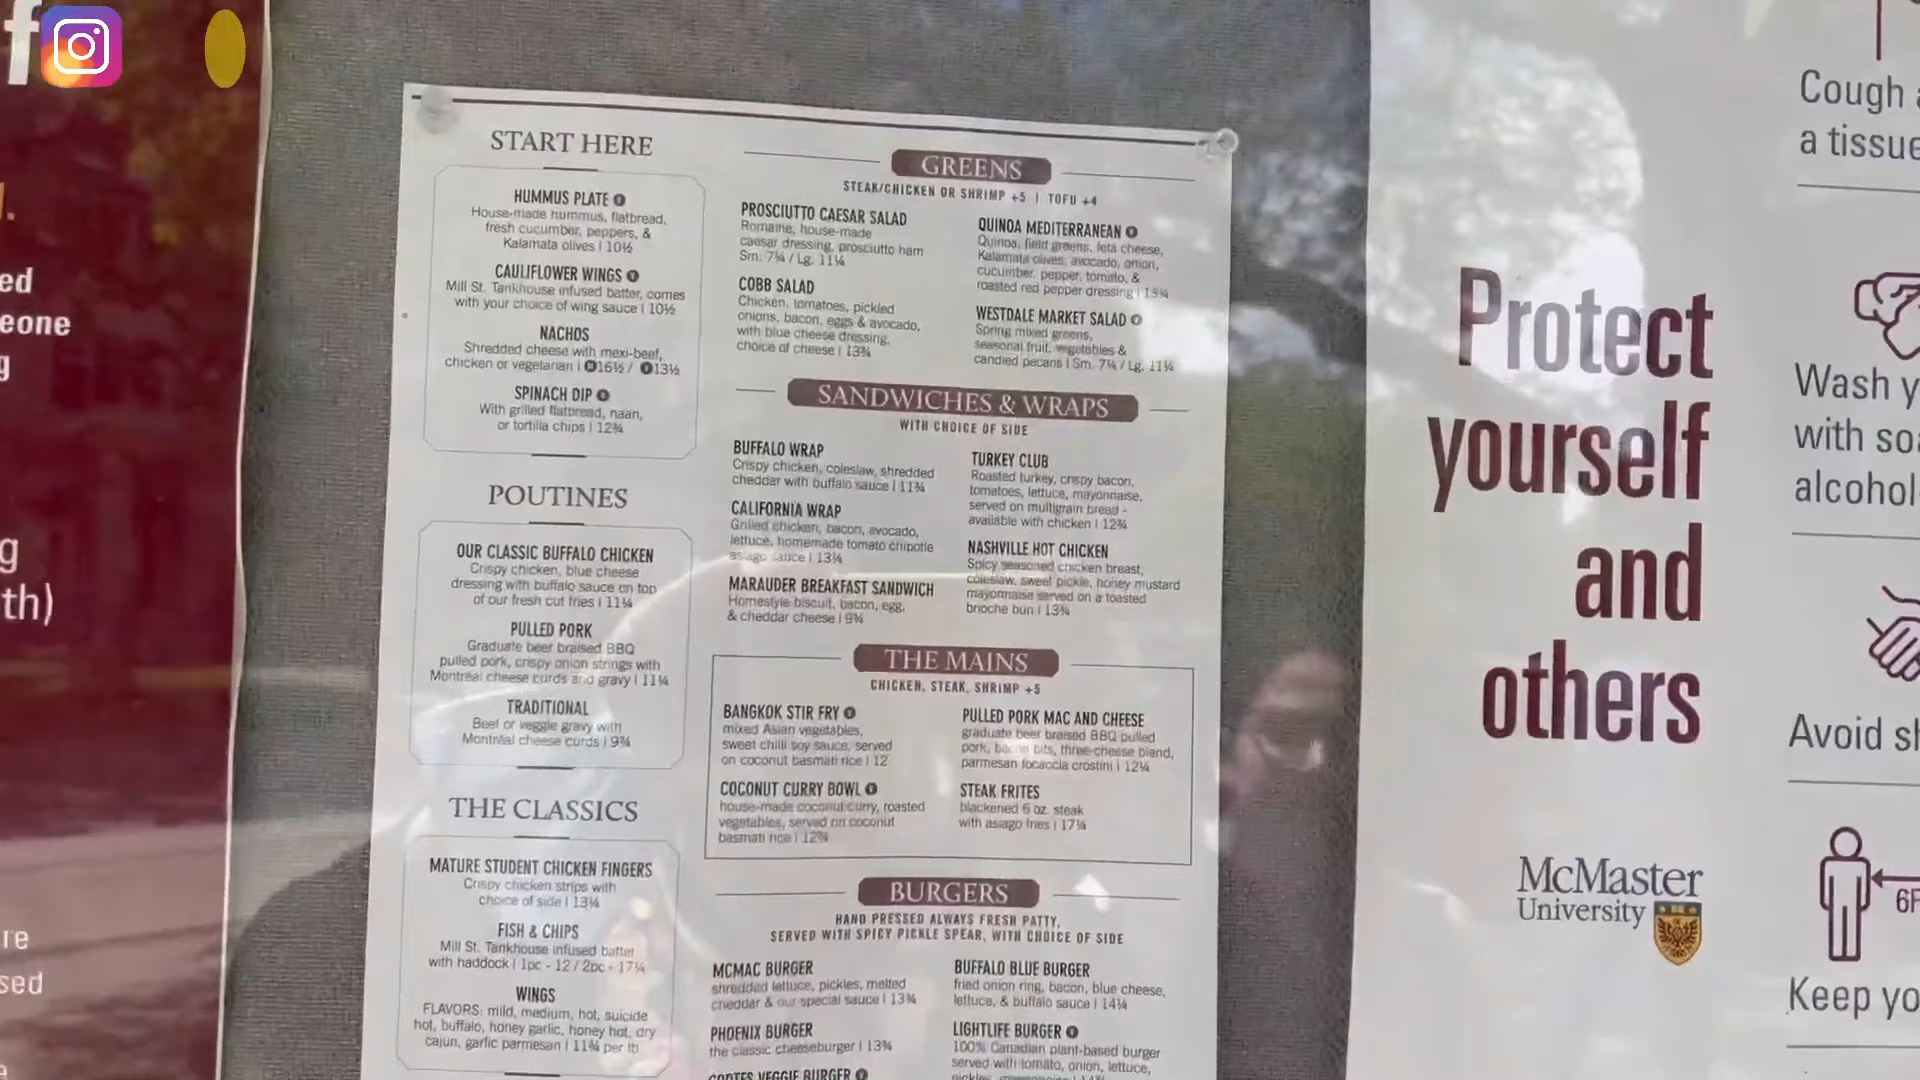 f
ed
eone
g
g
th)
re
sed
START HERE
HUMMUS PLATE
House-made hummus, flatbread,
fresh cucumber, peppers, &
Kalamata olives | 10½
CAULIFLOWER WINGS
Mill St. Tankhouse infused batter, comes
with your choice of wing sauce | 10½
NACHOS
Shredded cheese with mexi-beef,
chicken or vegetarian | 16½ / 13½
SPINACH DIP
With grilled flatbread, naan,
or tortilla chips | 12¾
POUTINES
OUR CLASSIC BUFFALO CHICKEN
Crispy chicken, blue cheese
dressing with buffalo sauce on top
of our fresh cut fries | 11¼
PULLED PORK
Graduate beer braised BBQ
pulled pork, crispy onion strings with
Montréal cheese curds and gravy | 11¼
TRADITIONAL
Beef or veggie gravy with
Montréal cheese curds | 9¾
THE CLASSICS
MATURE STUDENT CHICKEN FINGERS
Crispy chicken strips with
choice of side | 13¼
FISH & CHIPS
Mill St. Tankhouse infused batter
with haddock | 1pc - 12 / 2pc - 17¼
WINGS
FLAVORS: mild, medium, hot, suicide
hot, buffalo, honey garlic, honey hot, dry
cajun, garlic parmesan | 11¾ per lb
GREENS
STEAK/CHICKEN OR SHRIMP +5 | TOFU +4
PROSCIUTTO CAESAR SALAD
Romaine, house-made
caesar dressing, prosciutto ham
Sm. 7¼ / Lg. 11¼
COBB SALAD
Chicken, tomatoes, pickled
onions, bacon, eggs & avocado,
with blue cheese dressing,
choice of cheese | 13¾
QUINOA MEDITERRANEAN
Quinoa, field greens, feta cheese,
Kalamata olives, avocado, onion,
cucumber, pepper, tomato, &
roasted red pepper dressing | 13¾
WESTDALE MARKET SALAD
Spring mixed greens,
seasonal fruit, vegetables &
candied pecans | Sm. 7¼ / Lg. 11¼
SANDWICHES & WRAPS
WITH CHOICE OF SIDE
BUFFALO WRAP
Crispy chicken, coleslaw, shredded
cheddar with buffalo sauce | 11¾
CALIFORNIA WRAP
Grilled chicken, bacon, avocado,
lettuce, homemade tomato chipotle
asiago sauce | 13¼
MARAUDER BREAKFAST SANDWICH
Homestyle biscuit, bacon, egg,
& cheddar cheese | 9¾
TURKEY CLUB
Roasted turkey, crispy bacon,
tomatoes, lettuce, mayonnaise,
served on multigrain bread -
available with chicken | 12¾
NASHVILLE HOT CHICKEN
Spicy seasoned chicken breast,
coleslaw, sweet pickle, honey mustard
mayonnaise served on a toasted
brioche bun | 13¾
THE MAINS
CHICKEN, STEAK, SHRIMP +5
BANGKOK STIR FRY
mixed Asian vegetables,
sweet chilli soy sauce, served
on coconut basmati rice | 12
COCONUT CURRY BOWL
house-made coconut curry, roasted
vegetables, served on coconut
basmati rice | 12¾
PULLED PORK MAC AND CHEESE
graduate beer braised BBQ pulled
pork, bacon bits, three-cheese blend,
parmesan focaccia crostini | 12¼
STEAK FRITES
blackened 6 oz. steak
with asiago fries | 17¼
BURGERS
HAND PRESSED ALWAYS FRESH PATTY,
SERVED WITH SPICY PICKLE SPEAR, WITH CHOICE OF SIDE
MCMAC BURGER
shredded lettuce, pickles, melted
cheddar & our special sauce | 13¾
PHOENIX BURGER
the classic cheeseburger | 13¾
VEGGIE BURGER
BUFFALO BLUE BURGER
fried onion ring, bacon, blue cheese,
lettuce, & buffalo sauce | 14¼
LIGHTLIFE BURGER
100% Canadian plant-based burger
served with tomato, onion, lettuce,
Protect
yourself
and
others
McMaster
University
Cough
a tissue
Wash y
with so
alcohol
Avoid sh
6F
Keep yo